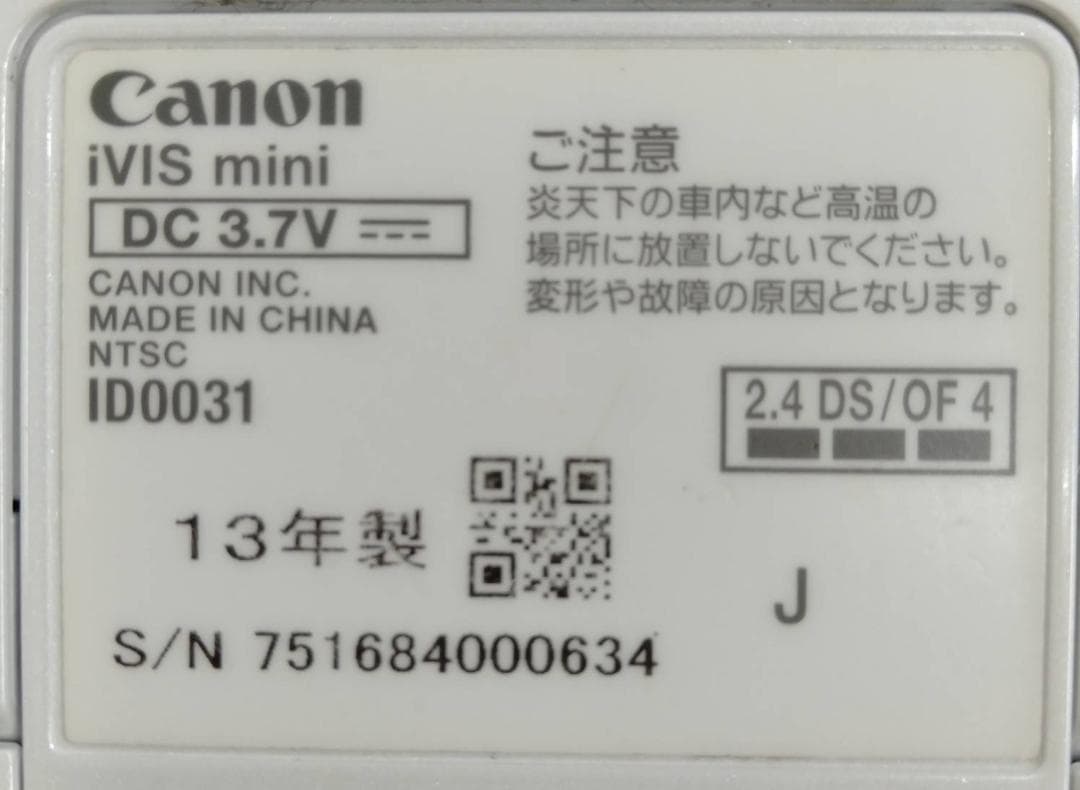 Canon
iVIS mini
DC 3.7V
CANON INC.
MADE IN CHINA
NTSC
ID0031
ご注意
炎天下の車内など高温の
場所に放置しないでください。
変形や故障の原因となります。
2.4 DS/OF 4
13年製
J
S/N 751684000634